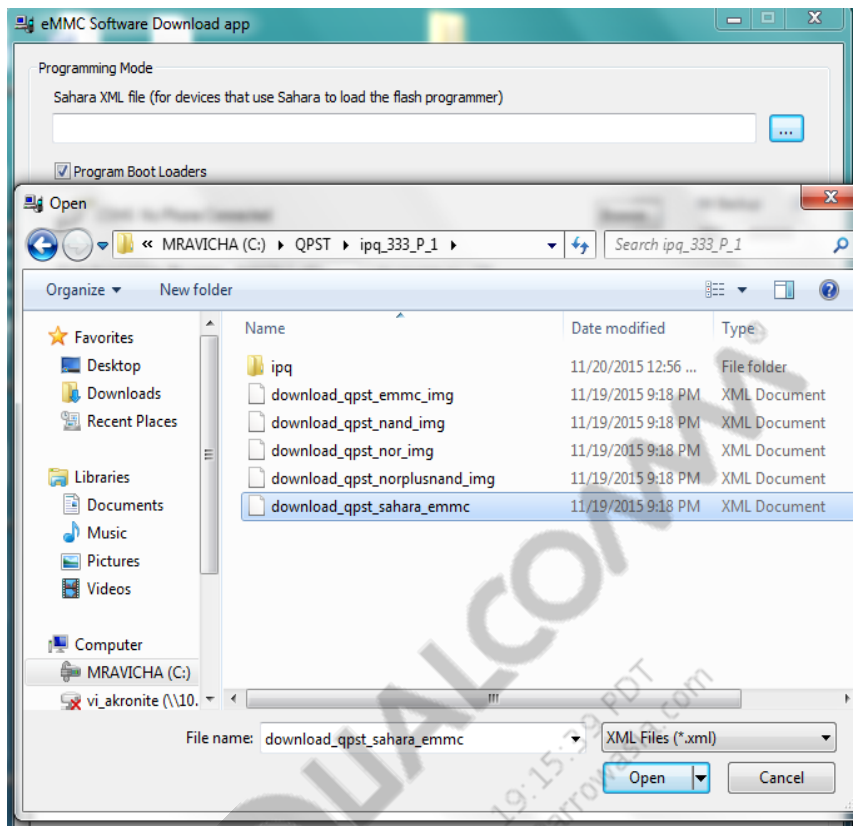 eMMC Software Download app
Programming Mode
Sahara XML file (for devices that use Sahara to load the flash programmer)
...
Program Boot Loaders
Open
« MRAVICHA (C:) ▸ QPST ▸ ipq_333_P_1 ▸
Search ipq_333_P_1
Organize
New folder
Name Date modified Type
Favorites
Desktop
Downloads
Recent Places
Libraries
Documents
Music
Pictures
Videos
Computer
MRAVICHA (C:)
vi_akronite (\\10.
ipq 11/20/2015 12:56 ... File folder
download_qpst_emmc_img 11/19/2015 9:18 PM XML Document
download_qpst_nand_img 11/19/2015 9:18 PM XML Document
download_qpst_nor_img 11/19/2015 9:18 PM XML Document
download_qpst_norplusnand_img 11/19/2015 9:18 PM XML Document
download_qpst_sahara_emmc 11/19/2015 9:18 PM XML Document
File name: download_qpst_sahara_emmc
XML Files (*.xml)
Open
Cancel
QUALCOMM®
19:15:39 PDT